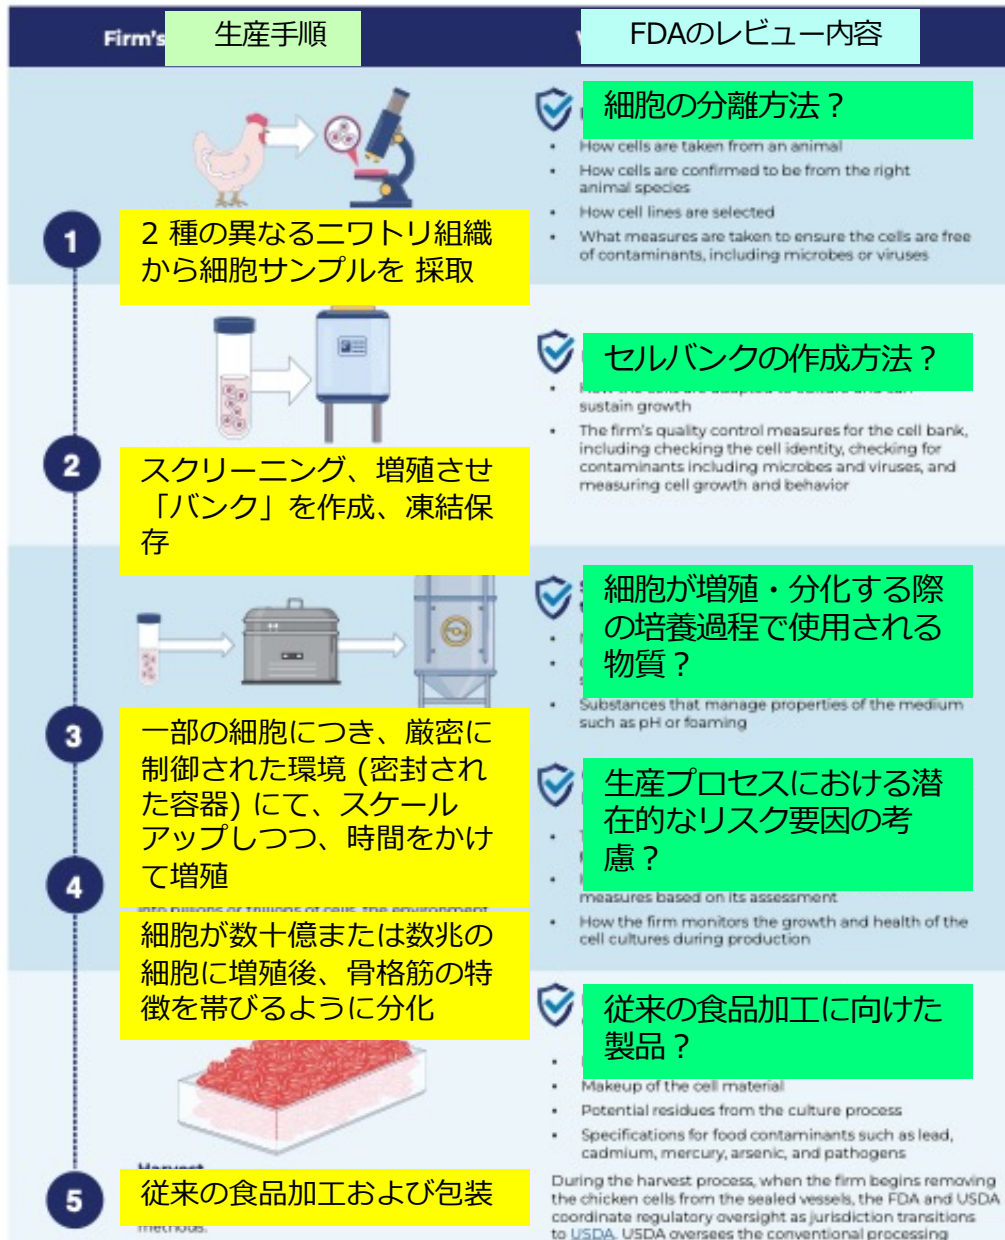 Firm's
生産手順
FDAのレビュー内容
1
2 種の異なるニワトリ組織
から細胞サンプルを 採取
細胞の分離方法？
• How cells are taken from an animal
• How cells are confirmed to be from the right
animal species
• How cell lines are selected
• What measures are taken to ensure the cells are free
of contaminants, including microbes or viruses
2
スクリーニング、増殖させ
「バンク」を作成、凍結保
存
セルバンクの作成方法？
sustain growth
• The firm's quality control measures for the cell bank,
including checking the cell identity, checking for
contaminants including microbes and viruses, and
measuring cell growth and behavior
3
一部の細胞につき、厳密に
制御された環境 (密封され
た容器) にて、スケール
アップしつつ、時間をかけ
て増殖
細胞が増殖・分化する際
の培養過程で使用される
物質？
• Substances that manage properties of the medium
such as pH or foaming
4
into billions or trillions of cells, the environment
細胞が数十億または数兆の
細胞に増殖後、骨格筋の特
徴を帯びるように分化
生産プロセスにおける潜
在的なリスク要因の考
慮？
measures based on its assessment
• How the firm monitors the growth and health of the
cell cultures during production
5
Harvest
従来の食品加工および包装
methods.
従来の食品加工に向けた
製品？
• Makeup of the cell material
• Potential residues from the culture process
• Specifications for food contaminants such as lead,
cadmium, mercury, arsenic, and pathogens
During the harvest process, when the firm begins removing
the chicken cells from the sealed vessels, the FDA and USDA
coordinate regulatory oversight as jurisdiction transitions
to USDA. USDA oversees the conventional processing